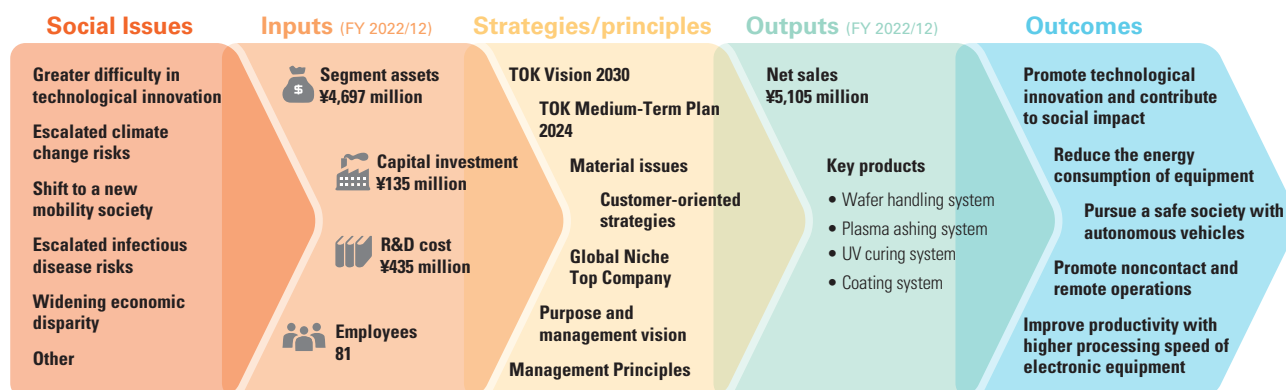 Social Issues
Greater difficulty in
technological innovation
Escalated climate
change risks
Shift to a new
mobility society
Escalated infectious
disease risks
Widening economic
disparity
Other
Inputs (FY 2022/12)
$
Segment assets
¥4,697 million
Capital investment
¥135 million
R&D cost
¥435 million
Employees
81
Strategies/principles
TOK Vision 2030
TOK Medium-Term Plan
2024
Material issues
Customer-oriented
strategies
Global Niche
Top Company
Purpose and
management vision
Management Principles
Outputs (FY 2022/12)
Net sales
¥5,105 million
Key products
• Wafer handling system
• Plasma ashing system
• UV curing system
• Coating system
Outcomes
Promote technological
innovation and contribute
to social impact
Reduce the energy
consumption of equipment
Pursue a safe society with
autonomous vehicles
Promote noncontact and
remote operations
Improve productivity with
higher processing speed of
electronic equipment